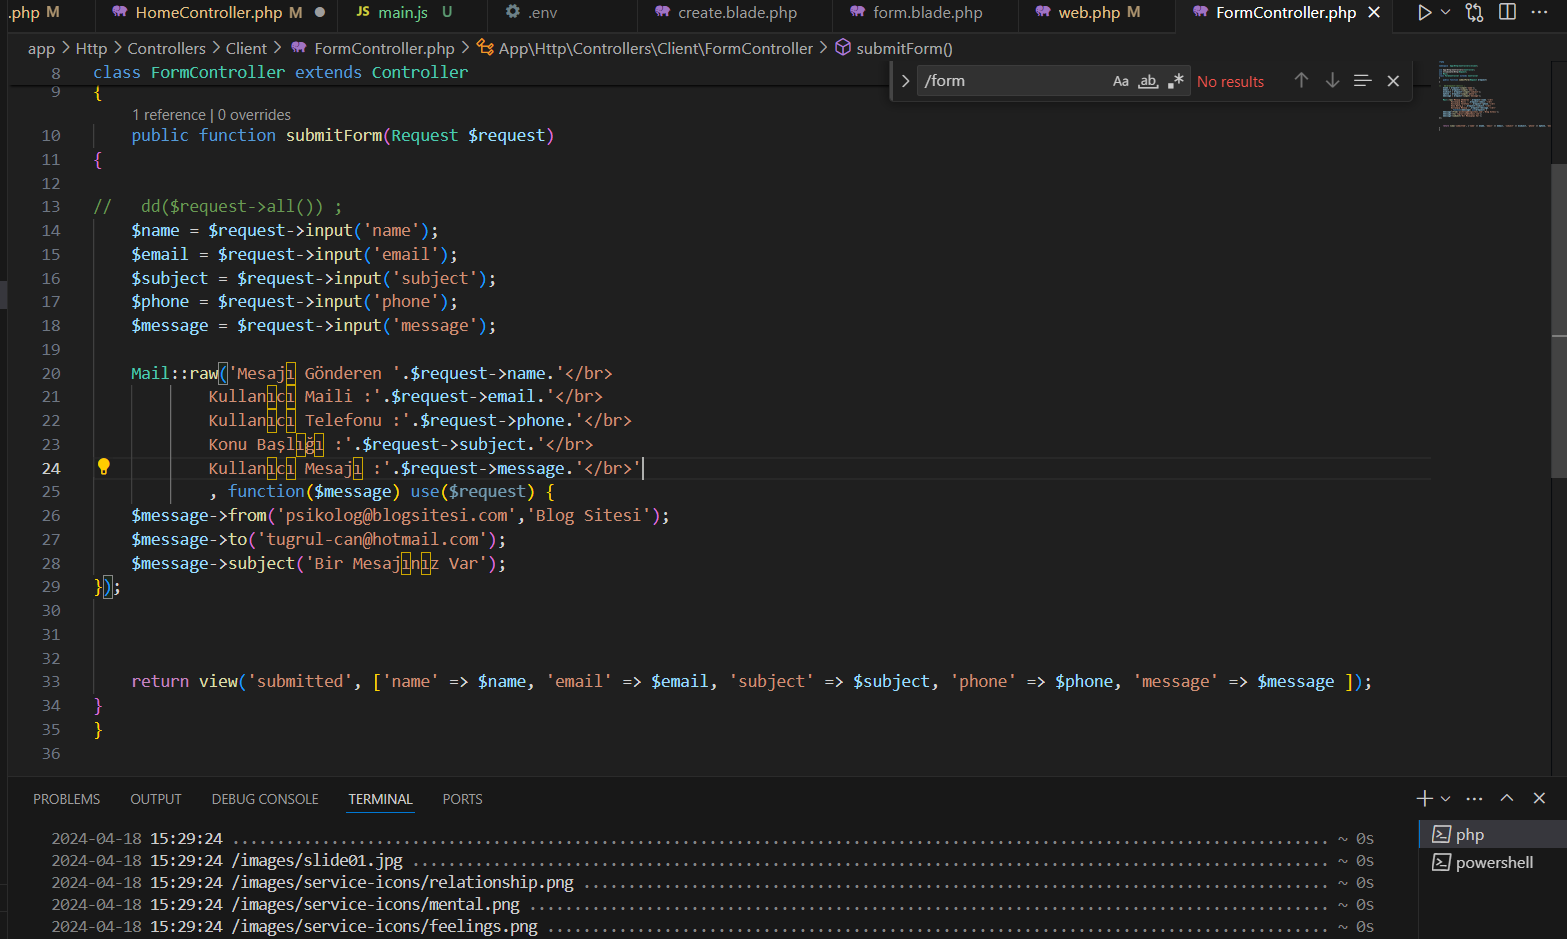 .php M HomeController.php M JS main.js U .env create.blade.php form.blade.php web.php M FormController.php
app > Http > Controllers > Client > FormController.php > App\Http\Controllers\Client\FormController > submitForm()
8 class FormController extends Controller
/form Aa ab .* No results
9 {
1 reference | 0 overrides
10 public function submitForm(Request $request)
11 {
12
13 // dd($request->all()) ;
14 $name = $request->input('name');
15 $email = $request->input('email');
16 $subject = $request->input('subject');
17 $phone = $request->input('phone');
18 $message = $request->input('message');
19
20 Mail::raw('Mesajı Gönderen '.$request->name.'</br>
21 Kullanıcı Maili :'.$request->email.'</br>
22 Kullanıcı Telefonu :'.$request->phone.'</br>
23 Konu Başlığı :'.$request->subject.'</br>
24 Kullanıcı Mesajı :'.$request->message.'</br>'
25 , function($message) use($request) {
26 $message->from('psikolog@blogsitesi.com','Blog Sitesi');
27 $message->to('tugrul-can@hotmail.com');
28 $message->subject('Bir Mesajınız Var');
29 });
30
31
32
33 return view('submitted', ['name' => $name, 'email' => $email, 'subject' => $subject, 'phone' => $phone, 'message' => $message ]);
34 }
35 }
36
PROBLEMS OUTPUT DEBUG CONSOLE TERMINAL PORTS
2024-04-18 15:29:24 ........ ~ 0s
2024-04-18 15:29:24 /images/slide01.jpg ........ ~ 0s
2024-04-18 15:29:24 /images/service-icons/relationship.png ........ ~ 0s
2024-04-18 15:29:24 /images/service-icons/mental.png ........ ~ 0s
2024-04-18 15:29:24 /images/service-icons/feelings.png ........ ~ 0s
php
powershell